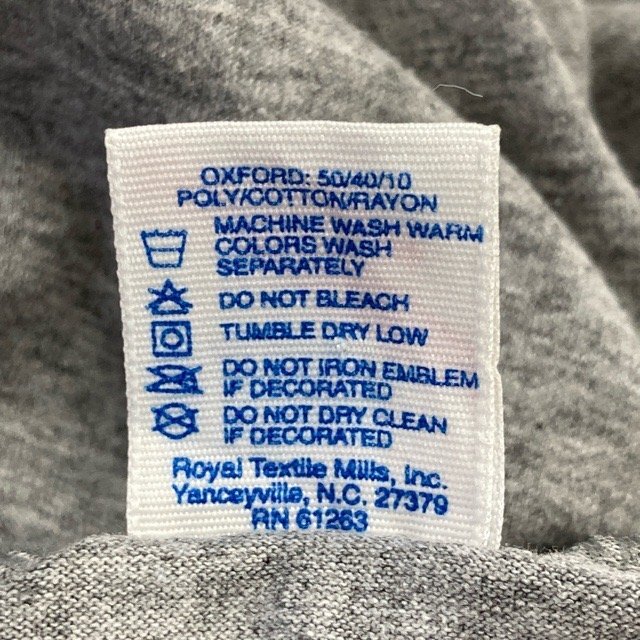 OXFORD: 50/40/10
POLY/COTTON/RAYON
MACHINE WASH WARM
COLORS WASH
SEPARATELY
DO NOT BLEACH
TUMBLE DRY LOW
DO NOT IRON EMBLEM
IF DECORATED
DO NOT DRY CLEAN
IF DECORATED
Royal Textile Mills, Inc.
Yanceyville, N.C. 27379
RN 61263